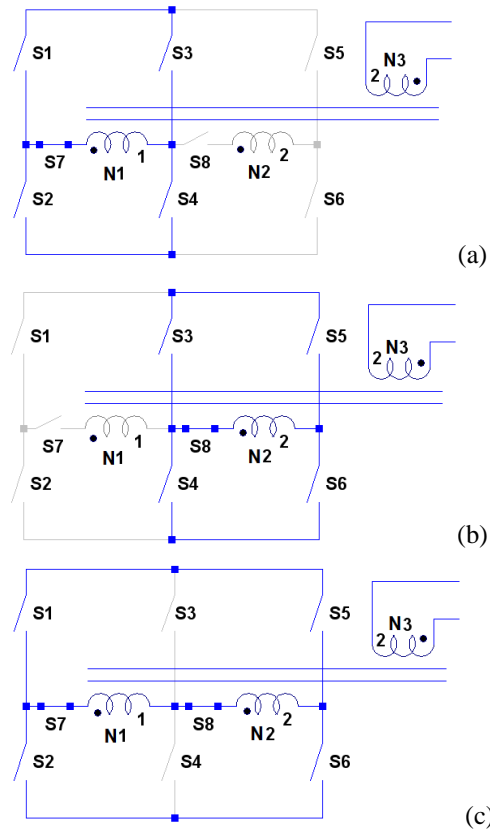 S1 S3 S5
2 N3
S7 N1 1 S8 N2 2
S2 S4 S6
(a)
S1 S3 S5
2 N3
S7 N1 1 S8 N2 2
S2 S4 S6
(b)
S1 S3 S5
2 N3
S7 N1 1 S8 N2 2
S2 S4 S6
(c)